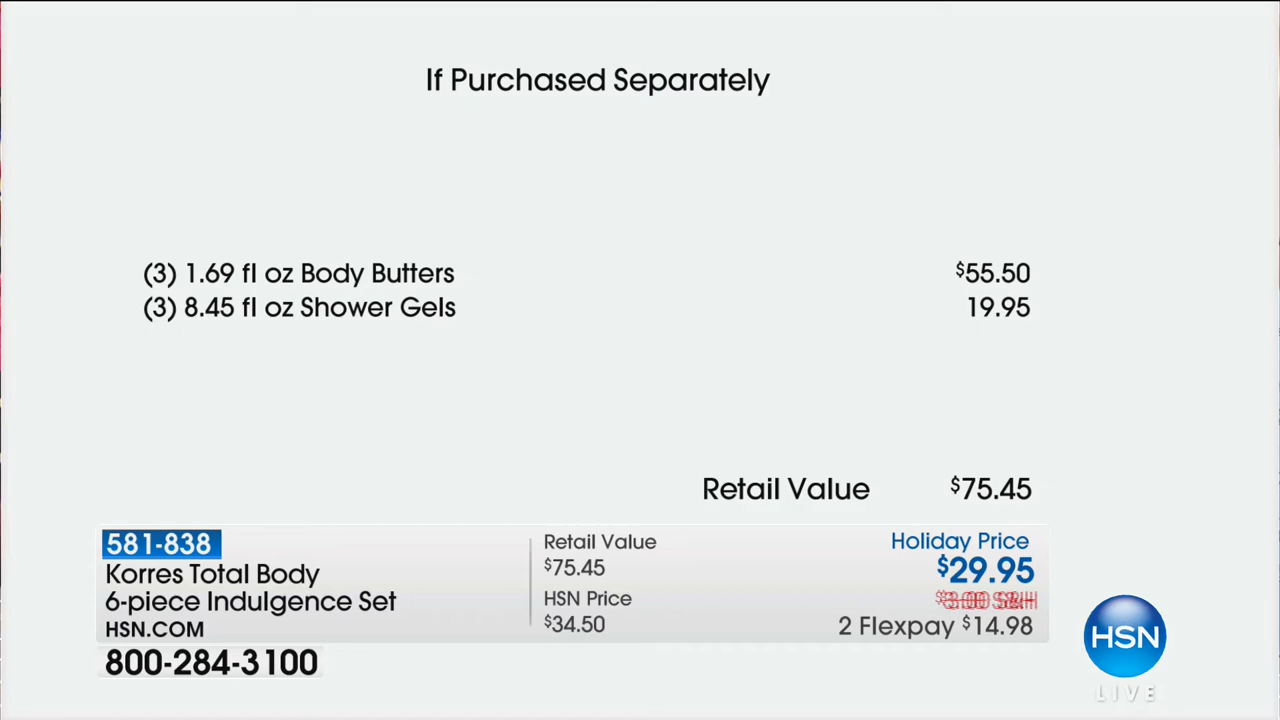 If Purchased Separately
(3) 1.69 fl oz Body Butters $55.50
(3) 8.45 fl oz Shower Gels 19.95
Retail Value $75.45
581-838
Korres Total Body
6-piece Indulgence Set
HSN.COM
800-284-3100
Retail Value
$75.45
HSN Price
$34.50
Holiday Price
$29.95
$3.00 S&H
2 Flexpay $14.98
HSN
LIVE